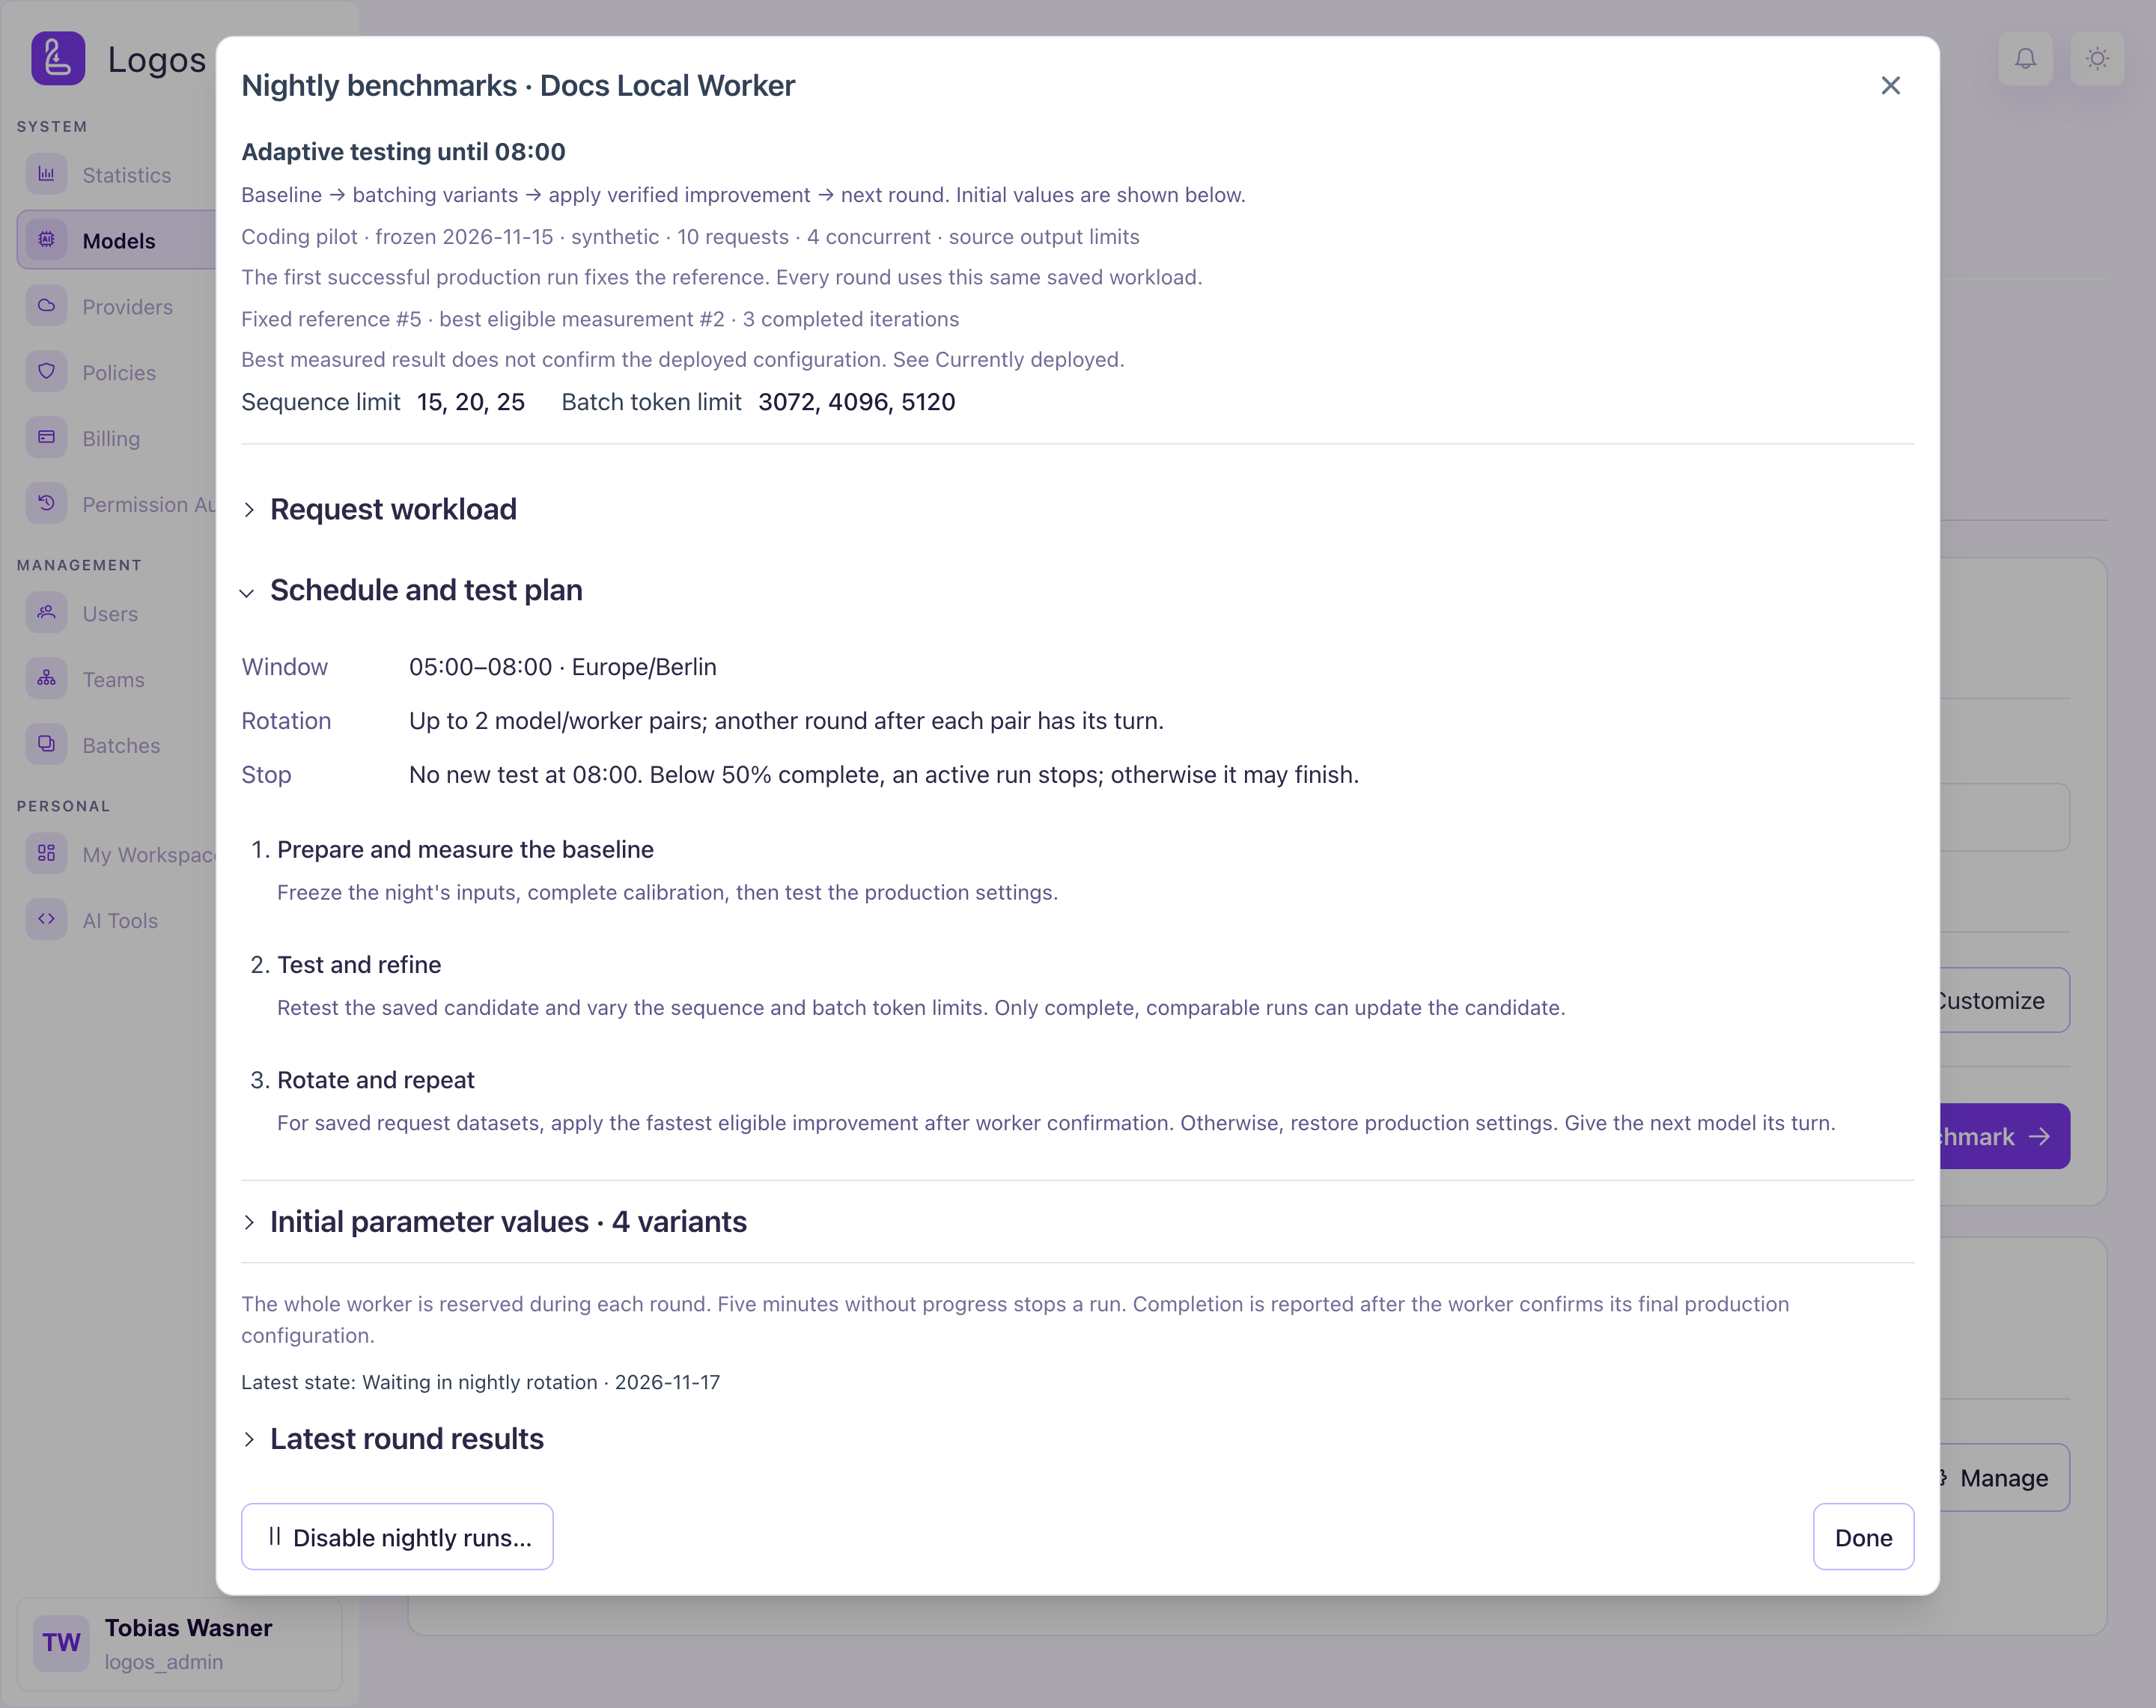 Logos
SYSTEM
Statistics
Models
Providers
Policies
Billing
Permission Au
MANAGEMENT
Users
Teams
Batches
PERSONAL
My Workspac
AI Tools
TW
Tobias Wasner
logos_admin
Nightly benchmarks · Docs Local Worker
Adaptive testing until 08:00
Baseline → batching variants → apply verified improvement → next round. Initial values are shown below.
Coding pilot · frozen 2026-11-15 · synthetic · 10 requests · 4 concurrent · source output limits
The first successful production run fixes the reference. Every round uses this same saved workload.
Fixed reference #5 · best eligible measurement #2 · 3 completed iterations
Best measured result does not confirm the deployed configuration. See Currently deployed.
Sequence limit 15, 20, 25 Batch token limit 3072, 4096, 5120
Request workload
Schedule and test plan
Window 05:00–08:00 · Europe/Berlin
Rotation Up to 2 model/worker pairs; another round after each pair has its turn.
Stop No new test at 08:00. Below 50% complete, an active run stops; otherwise it may finish.
1. Prepare and measure the baseline
Freeze the night's inputs, complete calibration, then test the production settings.
2. Test and refine
Retest the saved candidate and vary the sequence and batch token limits. Only complete, comparable runs can update the candidate.
3. Rotate and repeat
For saved request datasets, apply the fastest eligible improvement after worker confirmation. Otherwise, restore production settings. Give the next model its turn.
Initial parameter values · 4 variants
The whole worker is reserved during each round. Five minutes without progress stops a run. Completion is reported after the worker confirms its final production
configuration.
Latest state: Waiting in nightly rotation · 2026-11-17
Latest round results
Disable nightly runs...
Done
Customize
chmark →
Manage